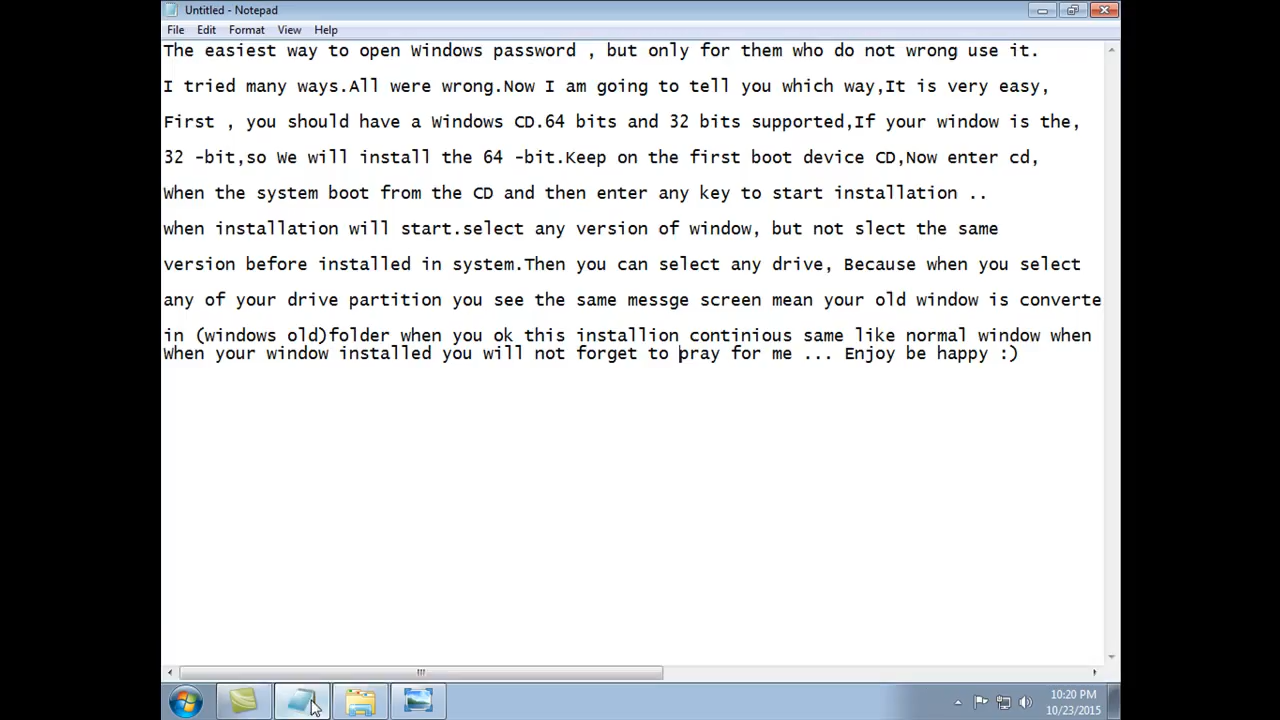 Untitled - Notepad
File Edit Format View Help
The easiest way to open Windows password , but only for them who do not wrong use it.
I tried many ways.All were wrong.Now I am going to tell you which way,It is very easy,
First , you should have a Windows CD.64 bits and 32 bits supported,If your window is the,
32 -bit,so We will install the 64 -bit.Keep on the first boot device CD,Now enter cd,
When the system boot from the CD and then enter any key to start installation ..
when installation will start.select any version of window, but not slect the same
version before installed in system.Then you can select any drive, Because when you select
any of your drive partition you see the same messge screen mean your old window is converte
in (windows old)folder when you ok this installion continious same like normal window when
When your window installed you will not forget to pray for me ... Enjoy be happy :)
10:20 PM
10/23/2015